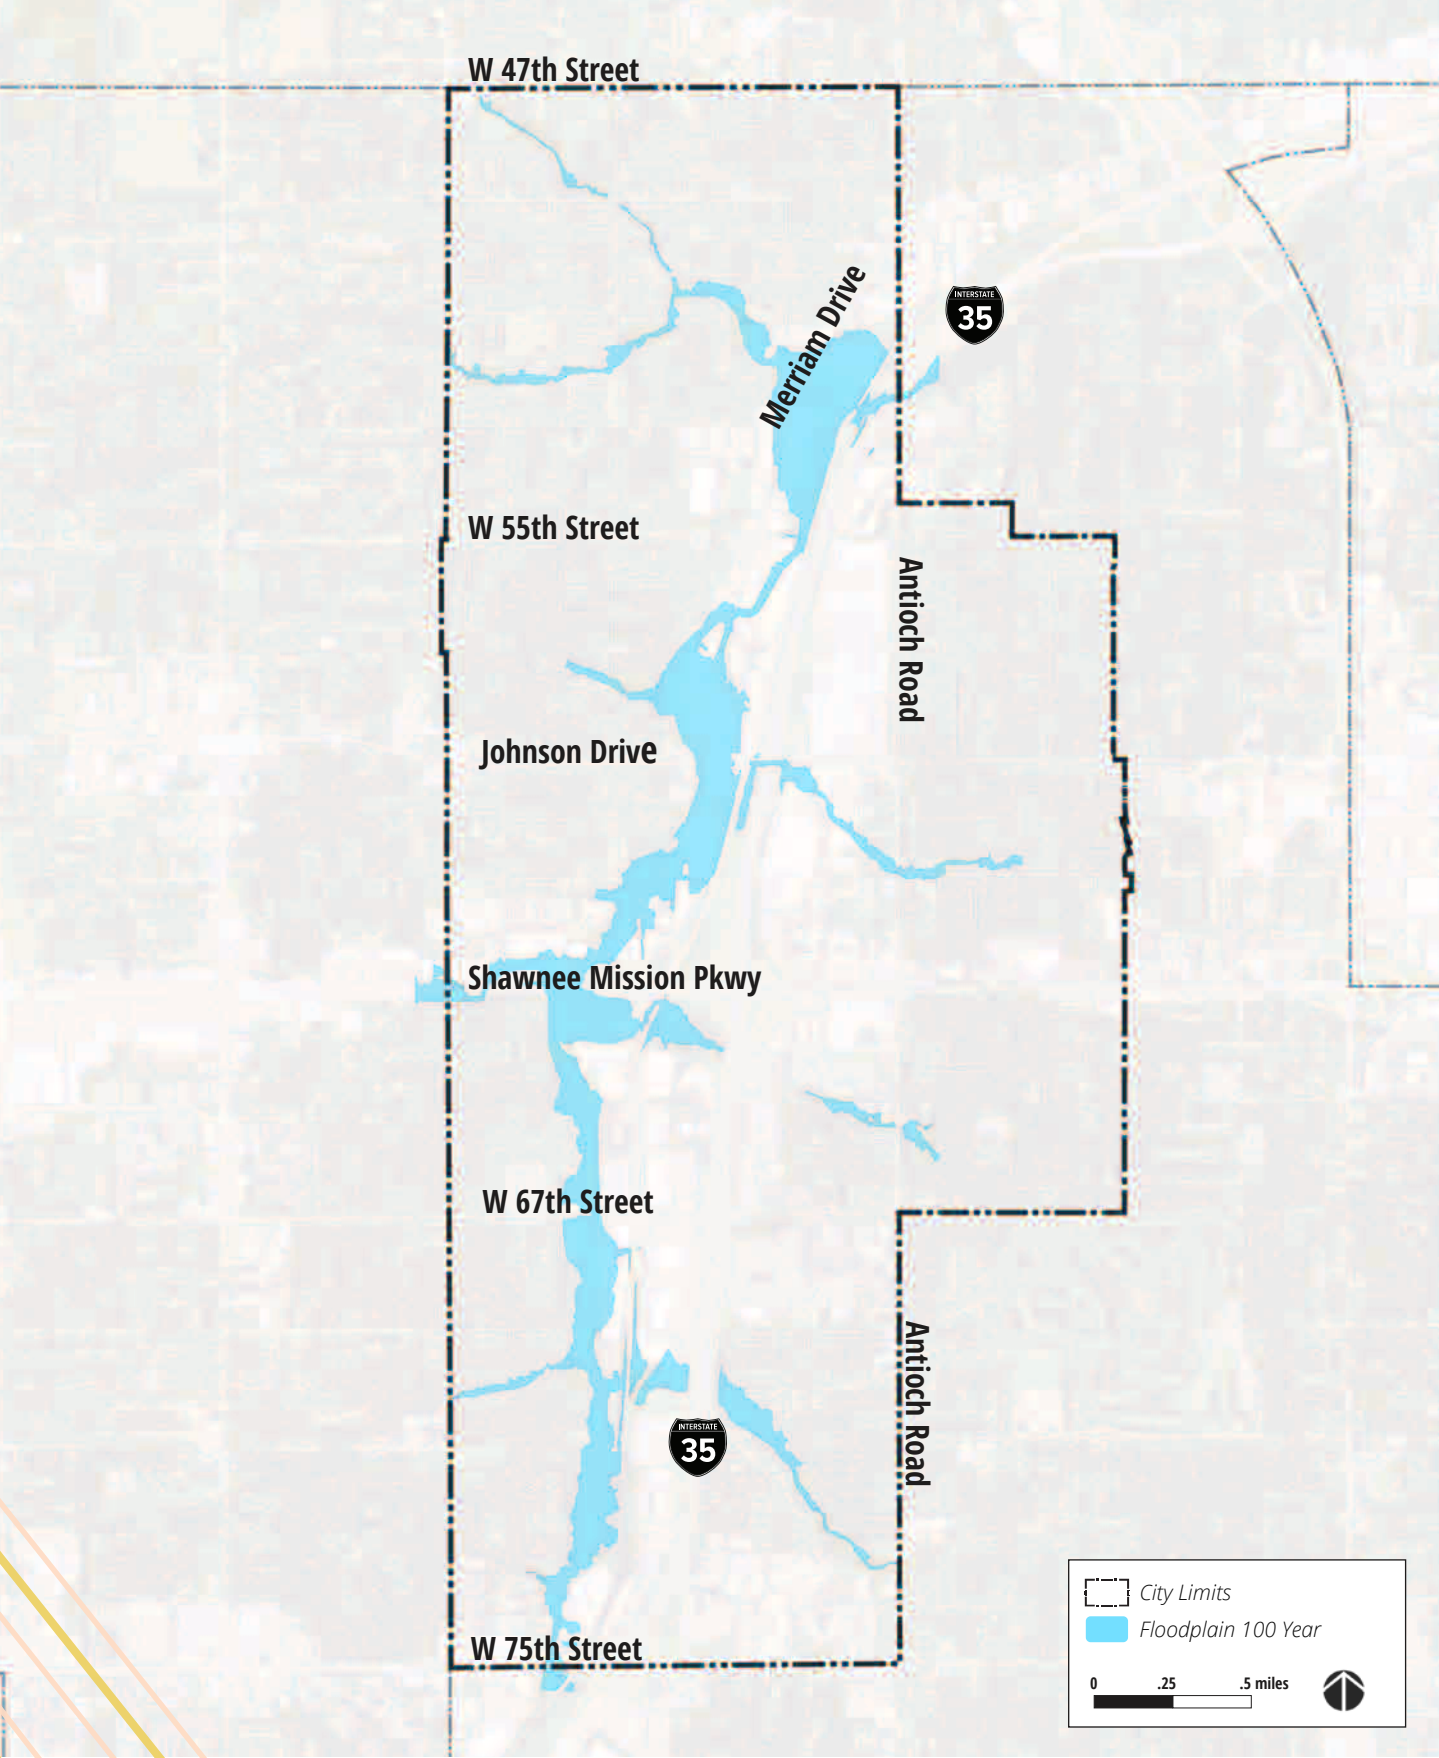 W 47th Street
Merriam Drive
INTERSTATE
35
W 55th Street
Antioch Road
Johnson Drive
Shawnee Mission Pkwy
W 67th Street
Antioch Road
INTERSTATE
35
W 75th Street
City Limits
Floodplain 100 Year
0 .25 .5 miles